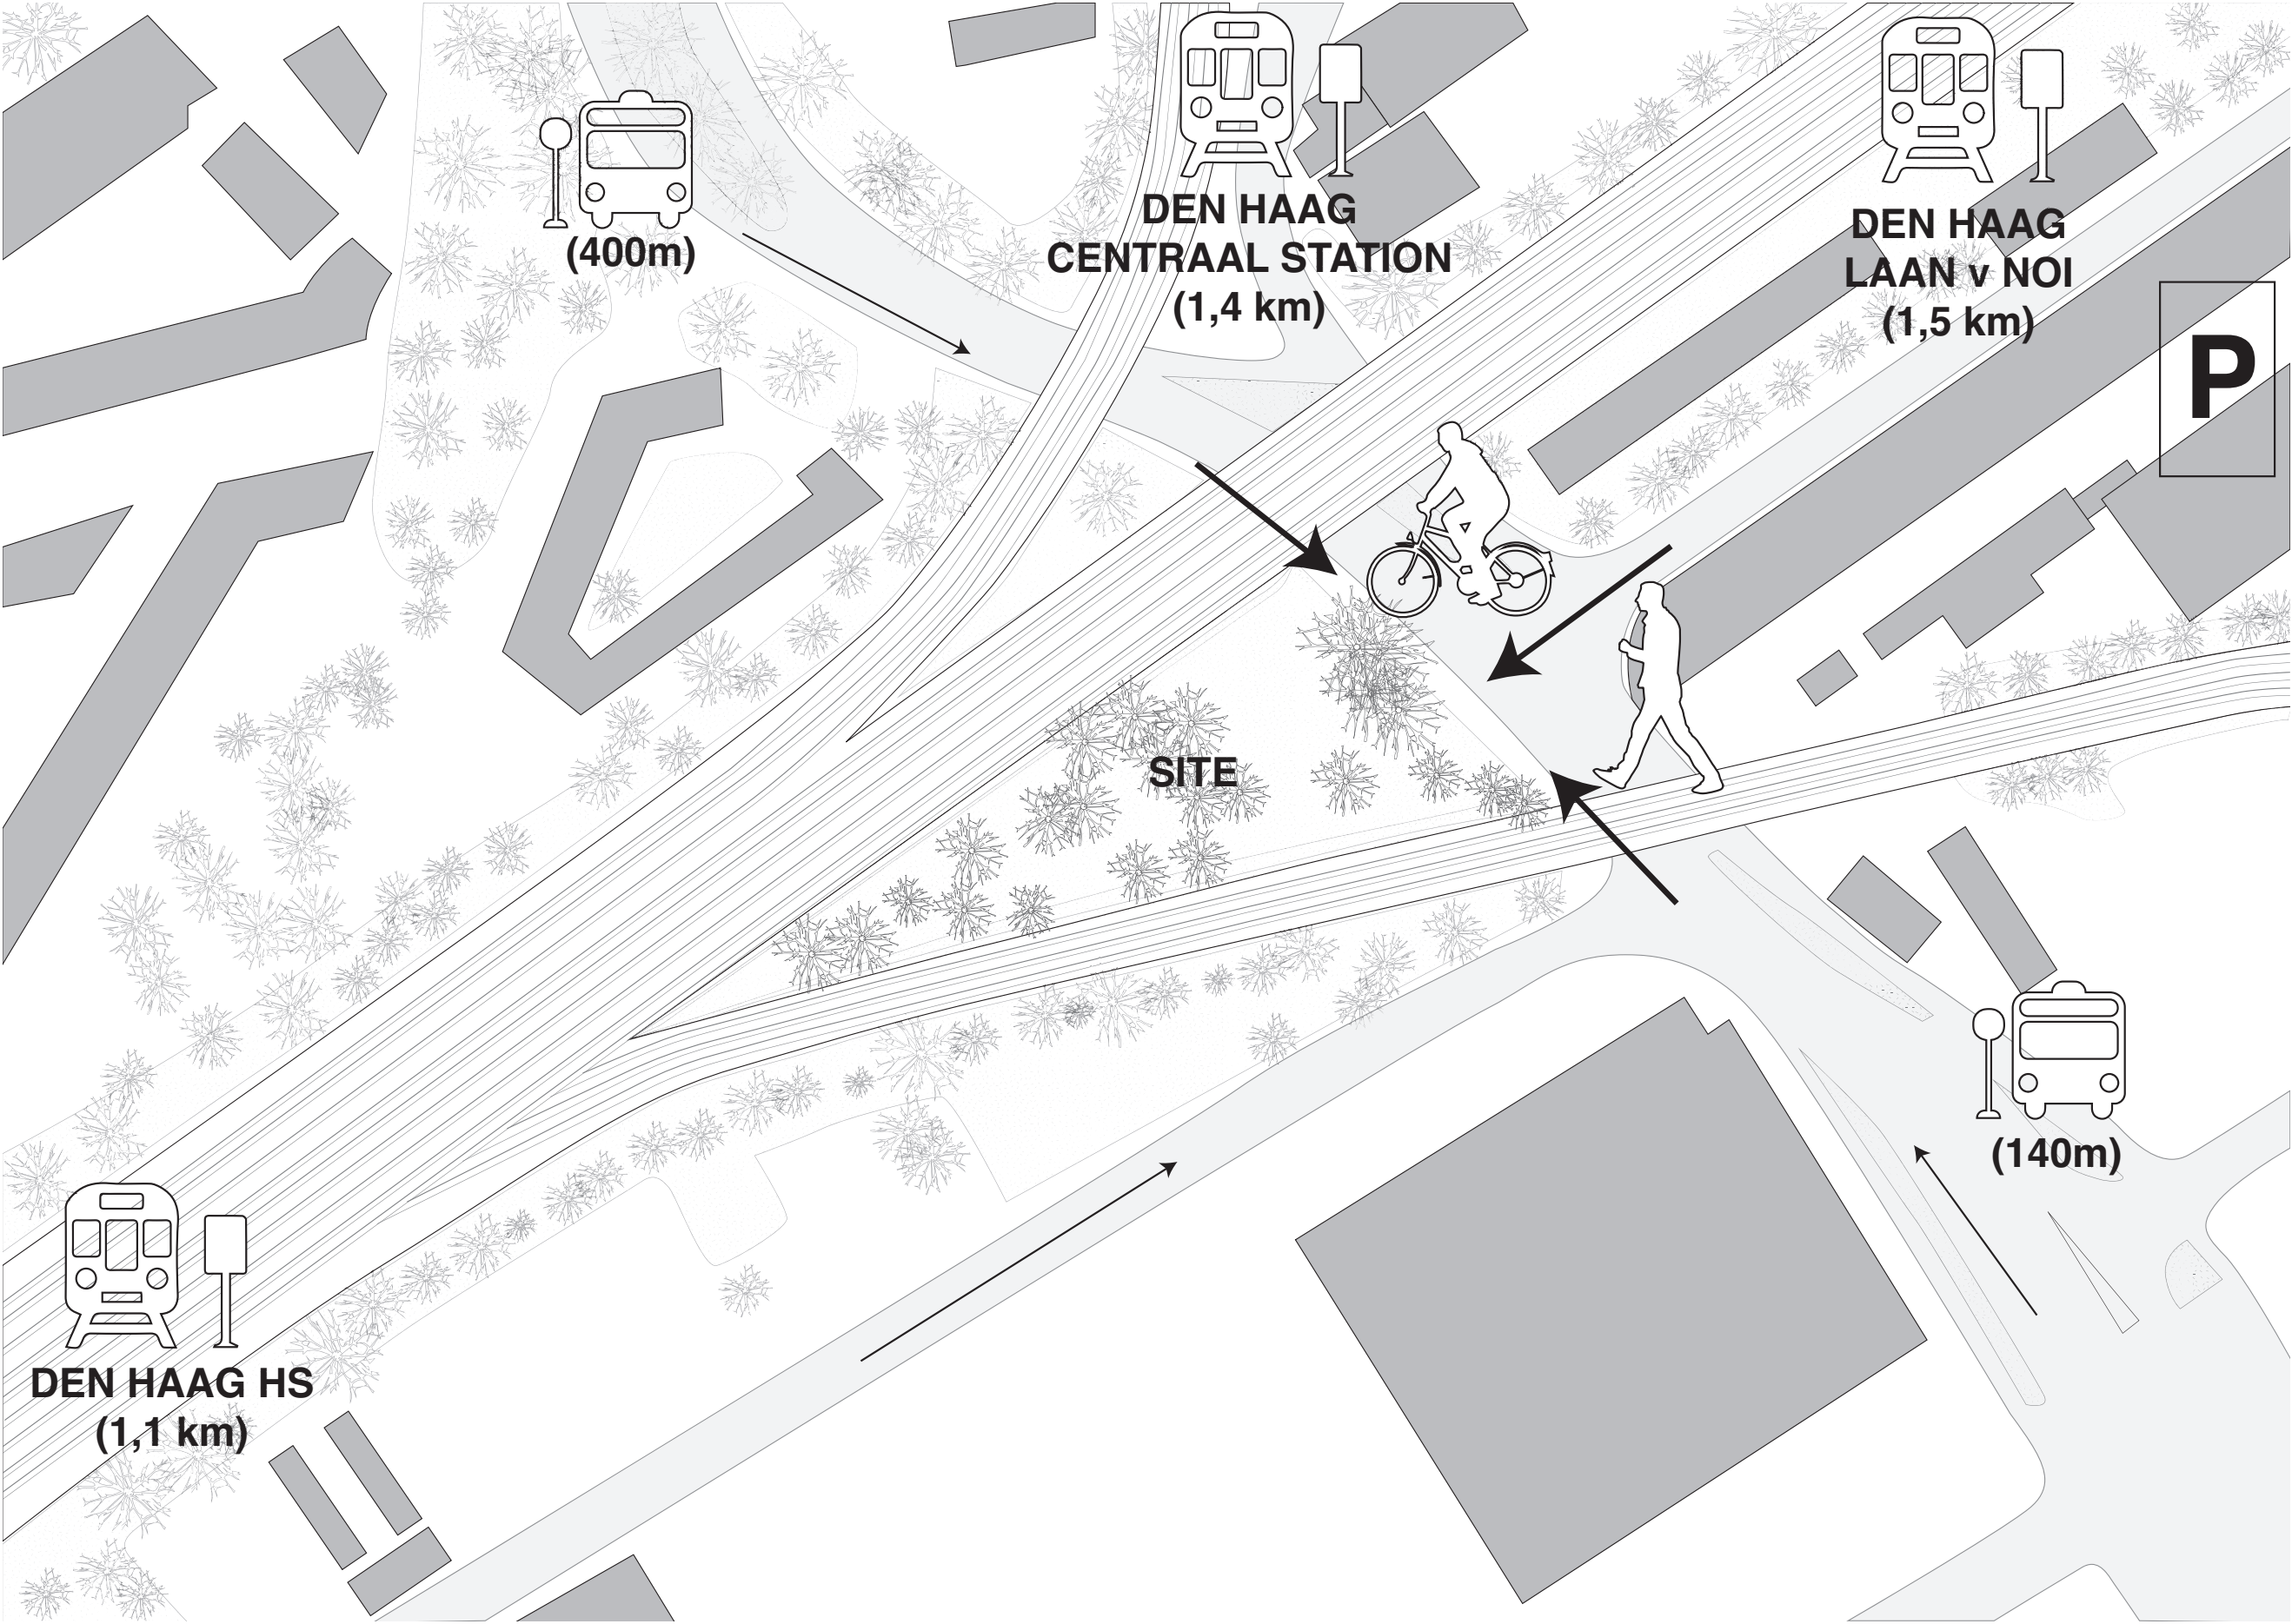 (400m)
DEN HAAG
CENTRAAL STATION
(1,4 km)
DEN HAAG
LAAN v NOI
(1,5 km)
P
SITE
(140m)
DEN HAAG HS
(1,1 km)